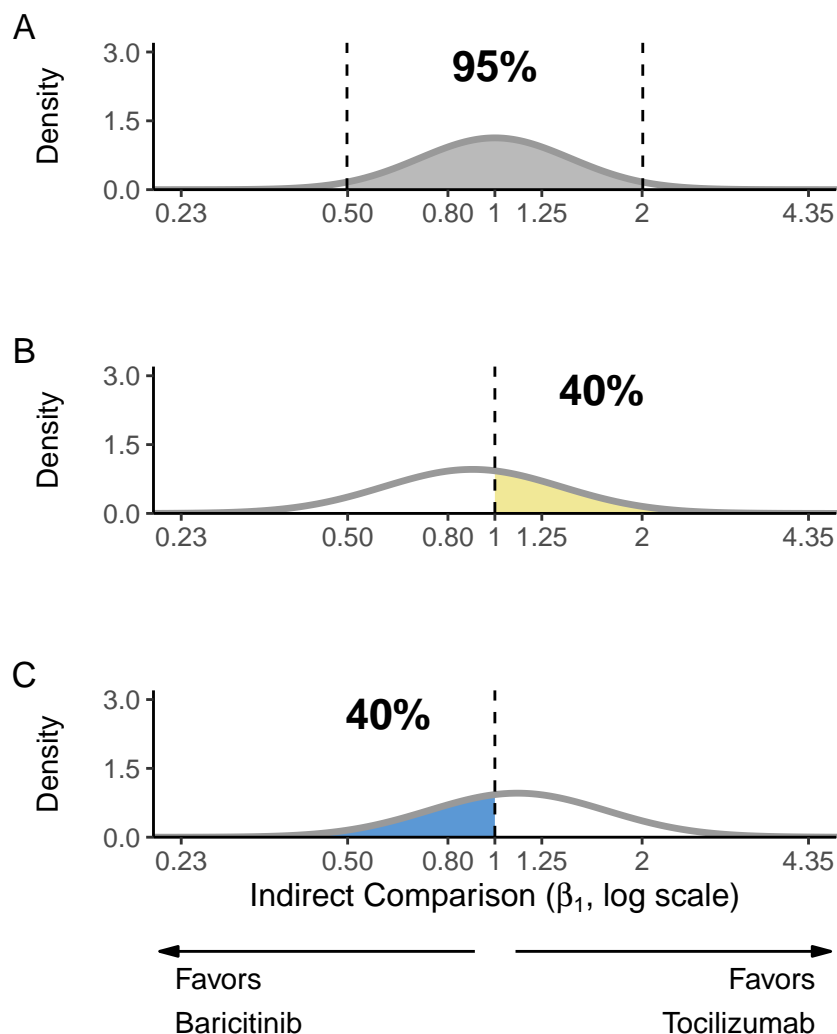 A
Density
3.0
1.5
0.0
95%
0.23 0.50 0.80 1 1.25 2 4.35
B
Density
3.0
1.5
0.0
40%
0.23 0.50 0.80 1 1.25 2 4.35
C
Density
3.0
1.5
0.0
40%
0.23 0.50 0.80 1 1.25 2 4.35
Indirect Comparison (β₁, log scale)
Favors Favors
Baricitinib Tocilizumab